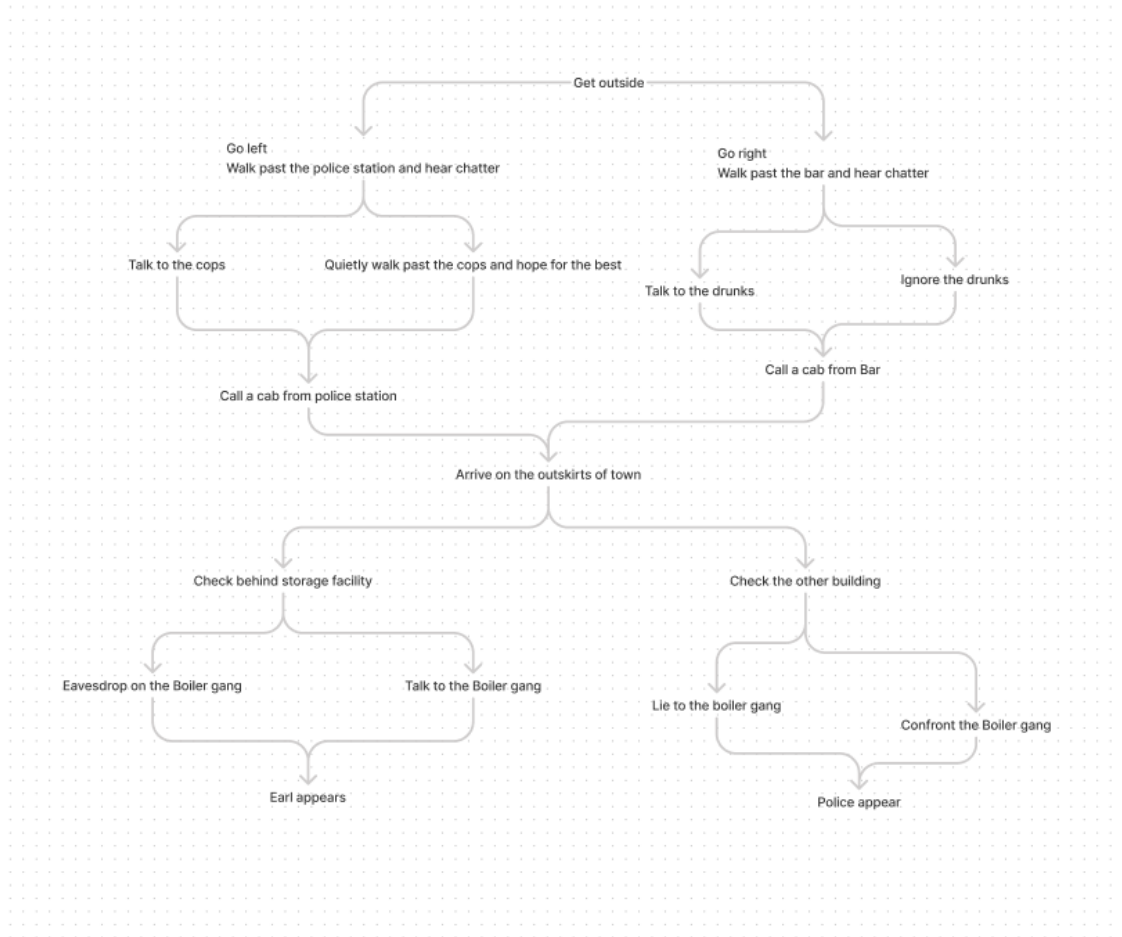 Get outside
Go left
Walk past the police station and hear chatter
Go right
Walk past the bar and hear chatter
Talk to the cops
Quietly walk past the cops and hope for the best
Talk to the drunks
Ignore the drunks
Call a cab from police station
Call a cab from Bar
Arrive on the outskirts of town
Check behind storage facility
Check the other building
Eavesdrop on the Boiler gang
Talk to the Boiler gang
Lie to the boiler gang
Confront the Boiler gang
Earl appears
Police appear